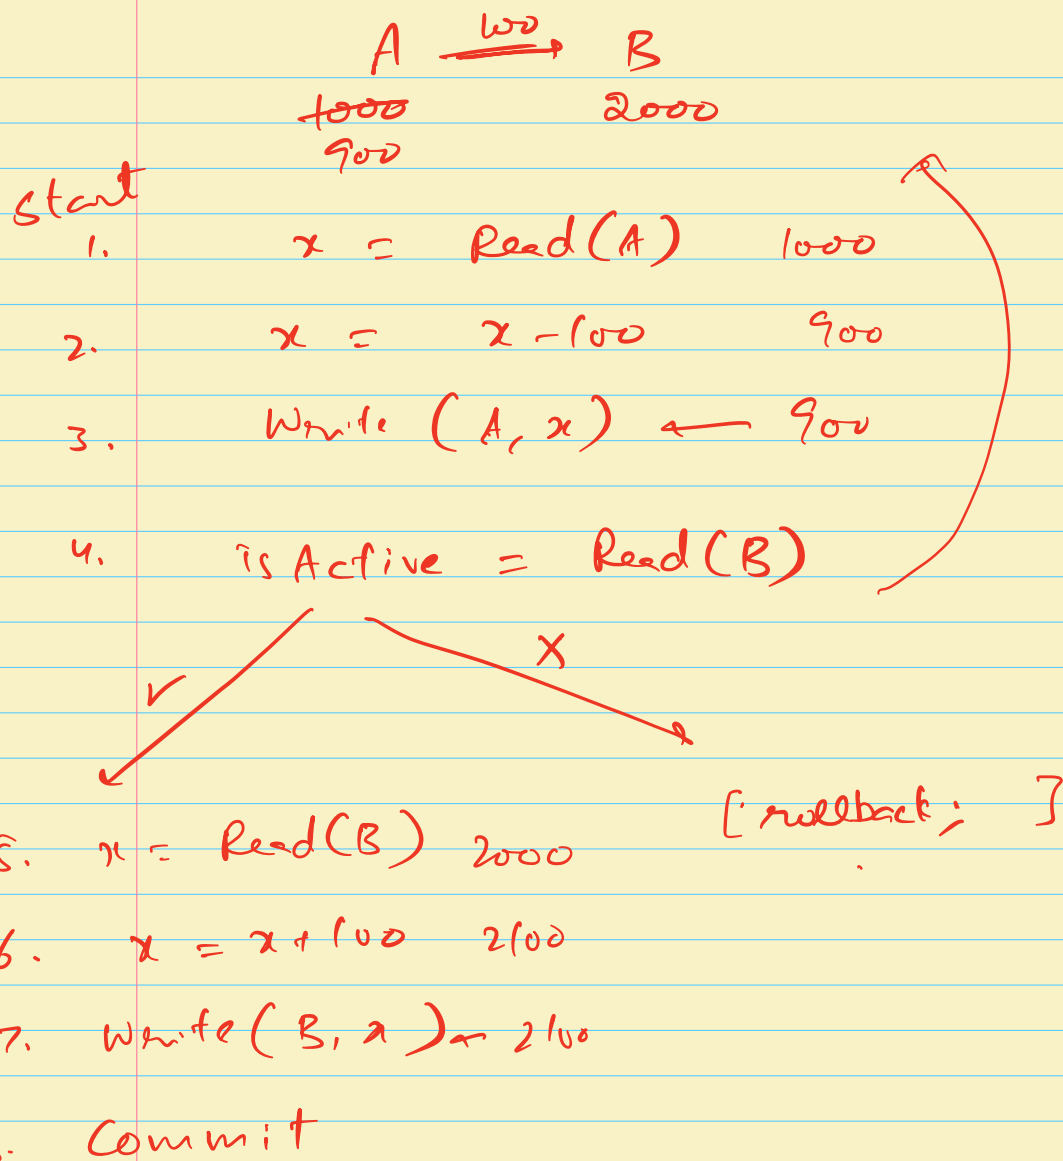 A 100 B
1000 2000
900
start
1. x = Read(A) 1000
2. x = x - 100 900
3. Write (A, x) ← 900
4. isActive = Read(B)
✓ X
[ rollback; ]
5. x = Read(B) 2000
6. x = x + 100 2100
7. Write(B, x) ← 2100
Commit